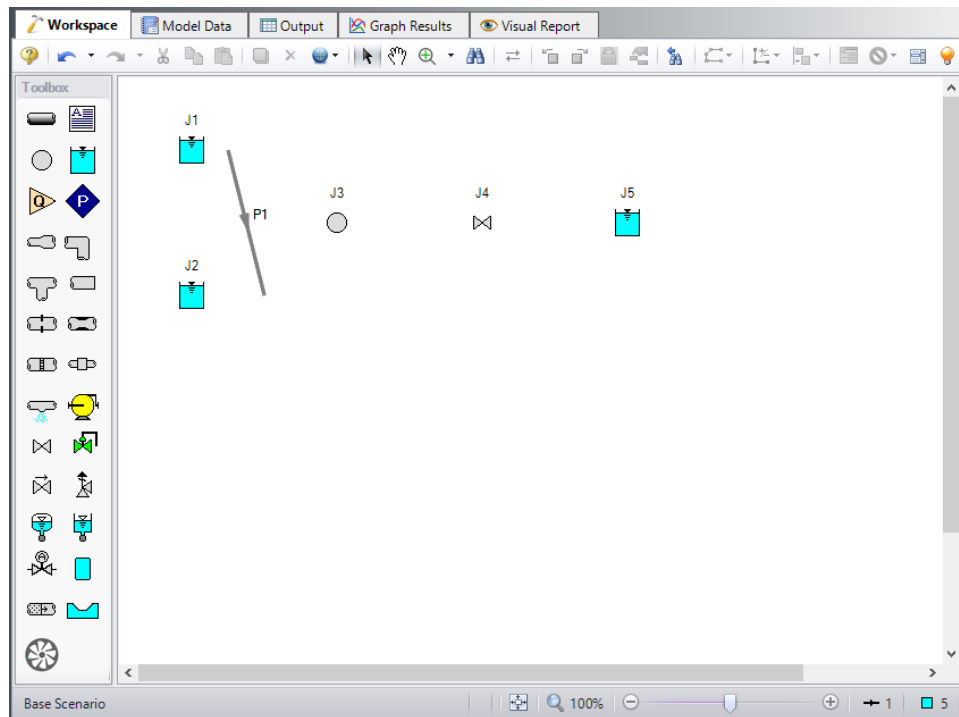 Workspace Model Data Output Graph Results Visual Report
Toolbox
A
J1
Q P
J3 J4 J5
P1
J2
A
Base Scenario 100% 1 5